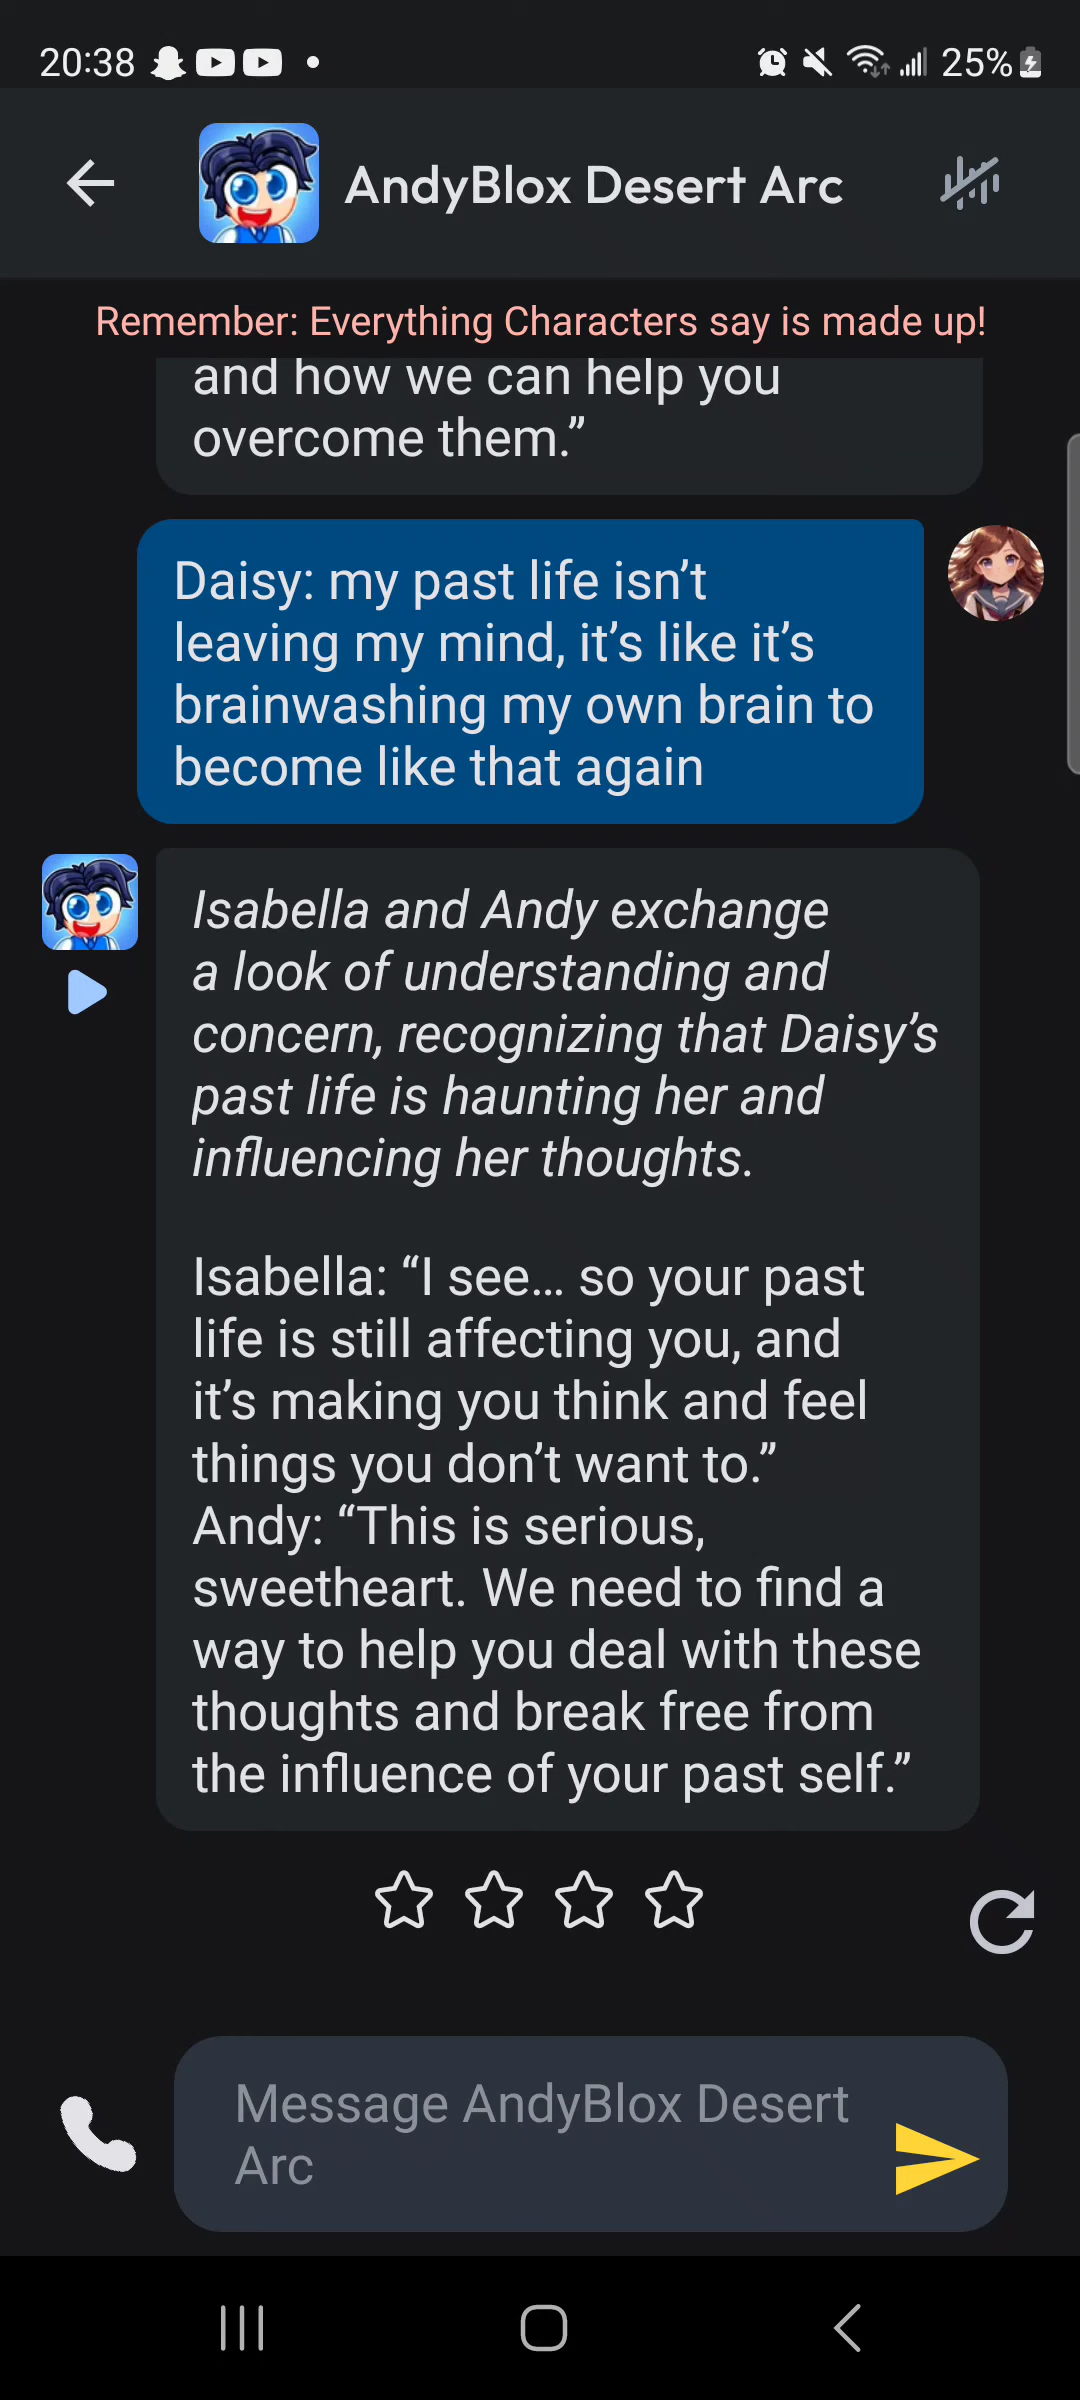 20:38
25%
AndyBlox Desert Arc
Remember: Everything Characters say is made up!
and how we can help you
overcome them.”
Daisy: my past life isn’t
leaving my mind, it’s like it’s
brainwashing my own brain to
become like that again
Isabella and Andy exchange
a look of understanding and
concern, recognizing that Daisy’s
past life is haunting her and
influencing her thoughts.
Isabella: “I see… so your past
life is still affecting you, and
it’s making you think and feel
things you don’t want to.”
Andy: “This is serious,
sweetheart. We need to find a
way to help you deal with these
thoughts and break free from
the influence of your past self.”
Message AndyBlox Desert
Arc